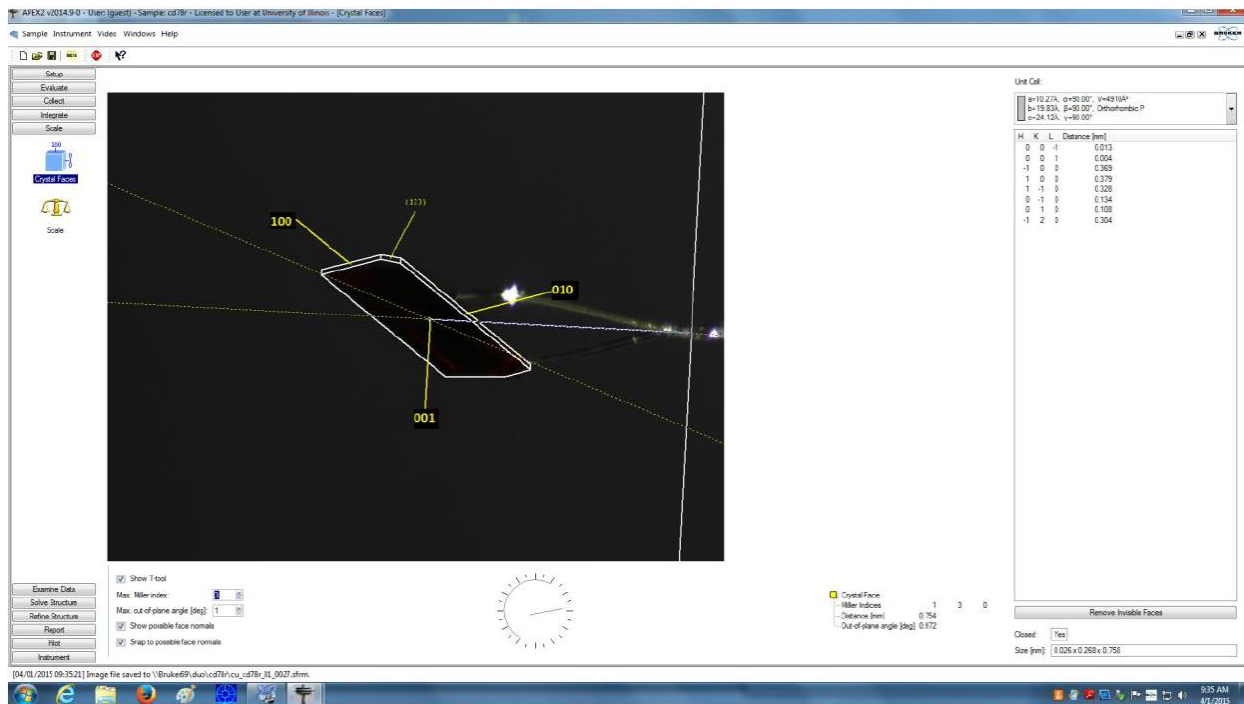 APEX2 v2014.9-0 - User: (guest) - Sample: cd78r - Licensed to User at University of Illinois - [Crystal Faces]
Sample Instrument Video Windows Help
BRUKER
Setup
Evaluate
Collect
Integrate
Scale
100
Crystal Faces
Scale
100
010
001
Unit Cell:
a=10.27Å, α=90.00°, V=4910Å³
b=19.83Å, β=90.00°, Orthorhombic P
c=24.12Å, γ=90.00°
H K L Distance [mm]
0 0 -1 0.013
0 0 1 0.004
-1 0 0 0.369
1 0 0 0.379
1 -1 0 0.328
0 -1 0 0.134
0 1 0 0.108
-1 2 0 0.304
Examine Data
Solve Structure
Refine Structure
Report
Pilot
Instrument
Show T-tool
Max. Miller index: 3
Max. out-of-plane angle [deg]: 1
Show possible face normals
Snap to possible face normals
Crystal Face
Miller Indices 1 3 0
Distance [mm] 0.754
Out-of-plane angle [deg] 0.972
Remove Invisible Faces
Closed: Yes
Size [mm]: 0.026 x 0.268 x 0.758
[04/01/2015 09:35:21] Image file saved to \\Bruker69\duo\cd78r\cu_cd78r_01_0027.sfrm.
9:35 AM
4/1/2015